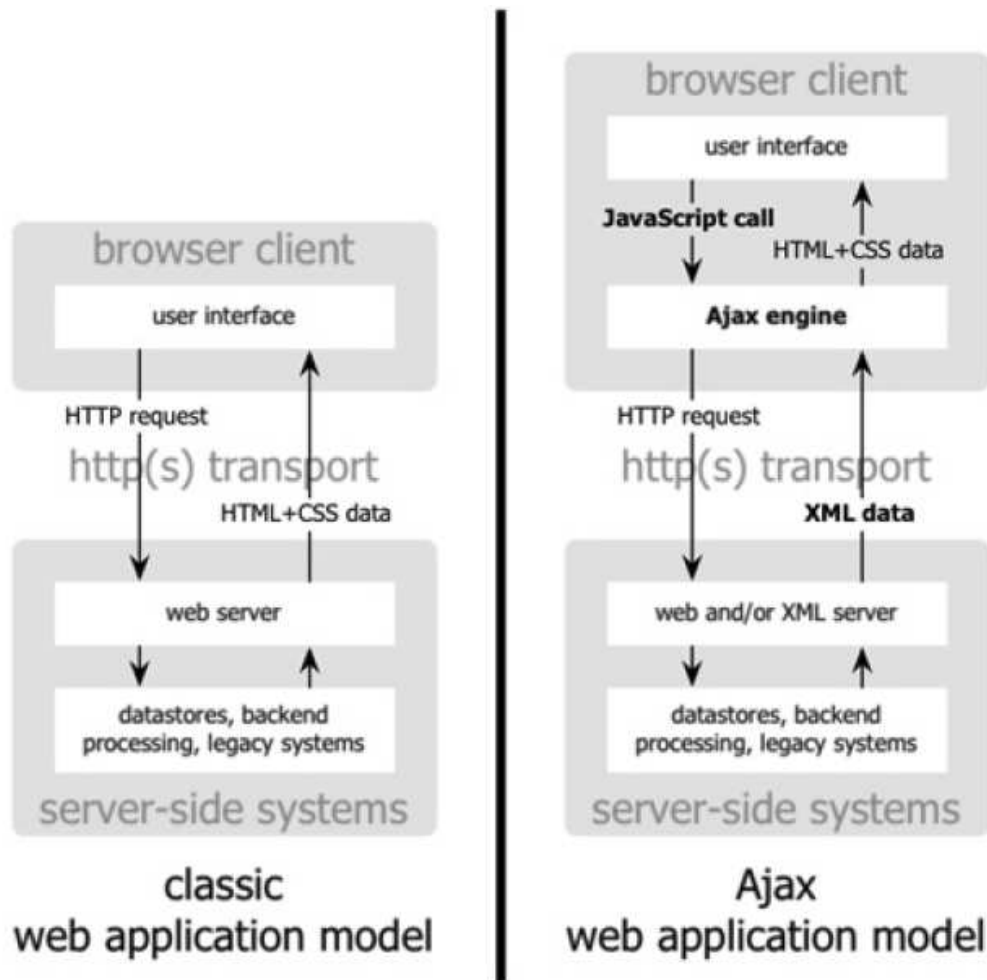 browser client
user interface
HTTP request
http(s) transport
HTML+CSS data
web server
datastores, backend
processing, legacy systems
server-side systems
classic
web application model
browser client
user interface
JavaScript call
HTML+CSS data
Ajax engine
HTTP request
http(s) transport
XML data
web and/or XML server
datastores, backend
processing, legacy systems
server-side systems
Ajax
web application model